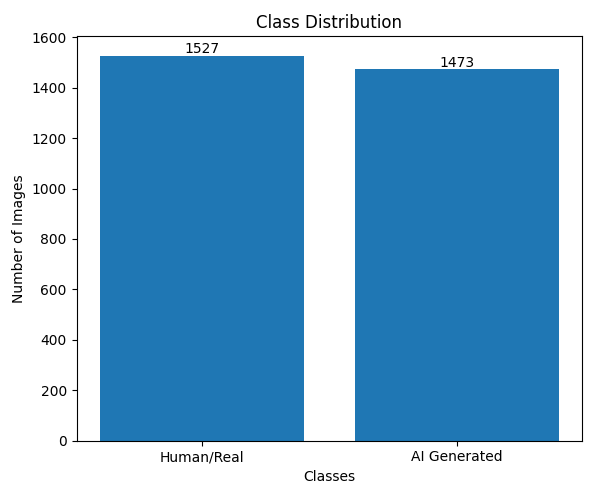 Class Distribution
1527
1473
1600
1400
1200
1000
800
600
400
200
0
Number of Images
Human/Real
AI Generated
Classes